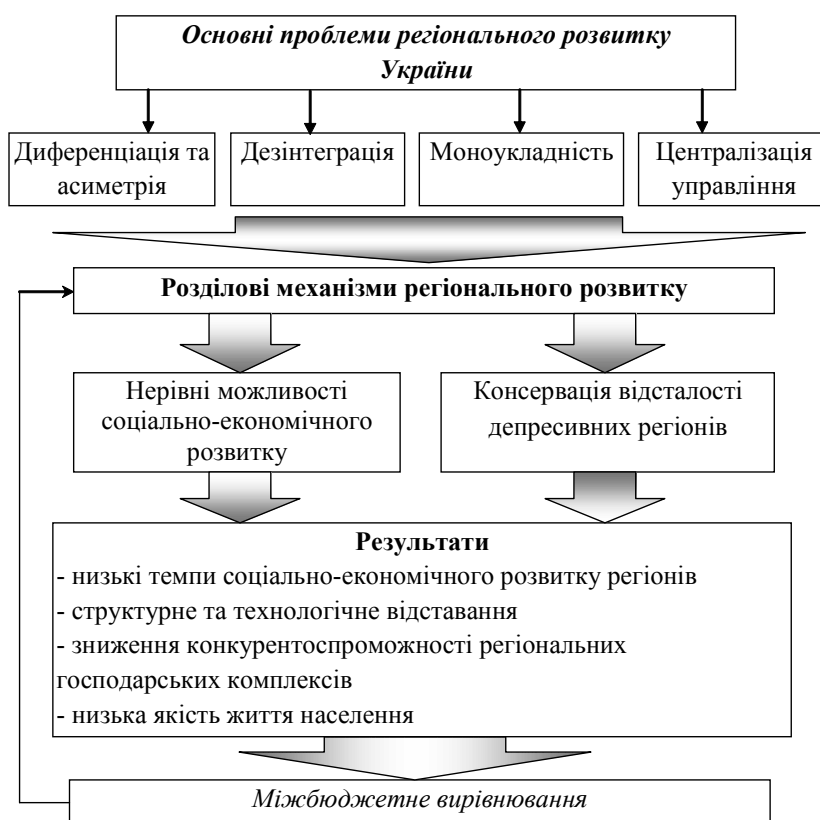 Основні проблеми регіонального розвитку
України
Диференціація та
асиметрія
Дезінтеграція
Моноукладність
Централізація
управління
Розділові механізми регіонального розвитку
Нерівні можливості
соціально-економічного
розвитку
Консервація відсталості
депресивних регіонів
Результати
- низькі темпи соціально-економічного розвитку регіонів
- структурне та технологічне відставання
- зниження конкурентоспроможності регіональних
господарських комплексів
- низька якість життя населення
Міжбюджетне вирівнювання